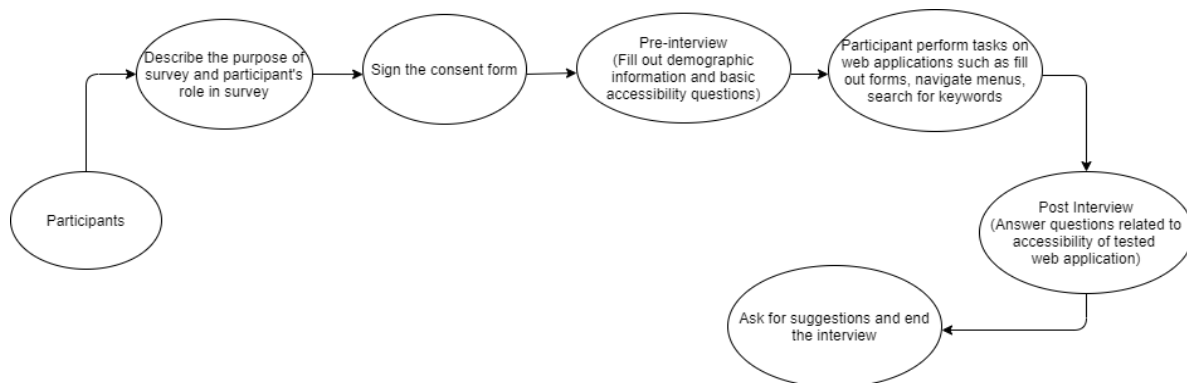 Participants
Describe the purpose of
survey and participant's
role in survey
Sign the consent form
Pre-interview
(Fill out demographic
information and basic
accessibility questions)
Participant perform tasks on
web applications such as fill
out forms, navigate menus,
search for keywords
Post Interview
(Answer questions related to
accessibility of tested
web application)
Ask for suggestions and end
the interview